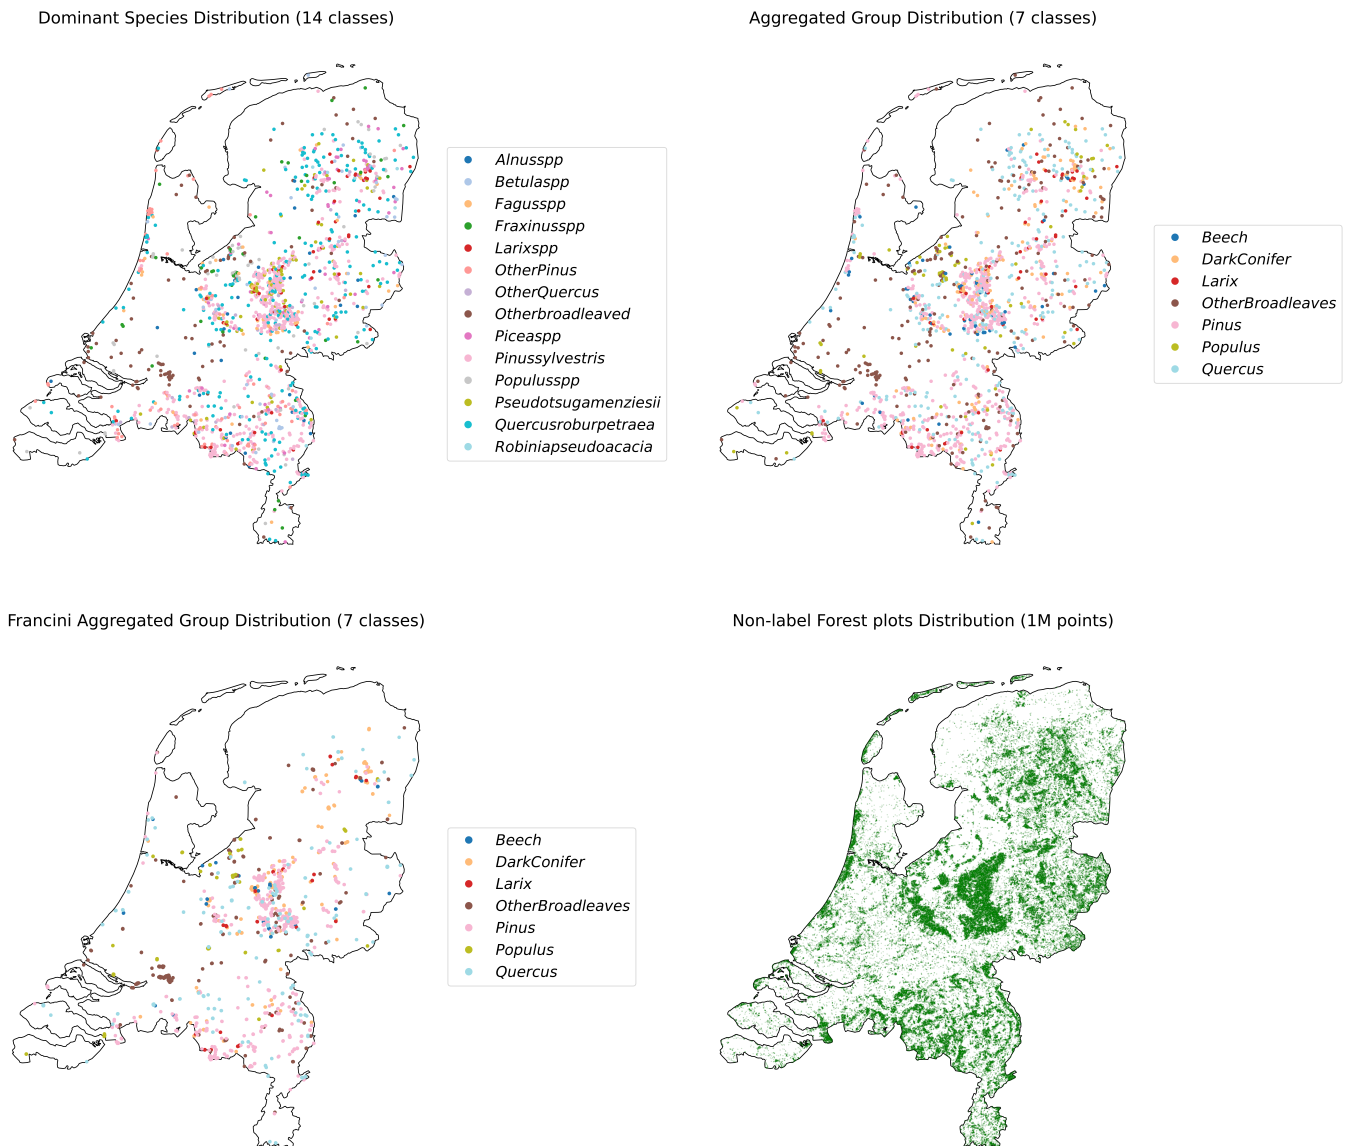 Dominant Species Distribution (14 classes)
Alnusspp
Betulaspp
Fagusspp
Fraxinusspp
Larixspp
OtherPinus
OtherQuercus
Otherbroadleaved
Piceaspp
Pinussylvestris
Populusspp
Pseudotsugamenziesii
Quercusroburpetraea
Robiniapseudoacacia
Aggregated Group Distribution (7 classes)
Beech
DarkConifer
Larix
OtherBroadleaves
Pinus
Populus
Quercus
Francini Aggregated Group Distribution (7 classes)
Beech
DarkConifer
Larix
OtherBroadleaves
Pinus
Populus
Quercus
Non-label Forest plots Distribution (1M points)